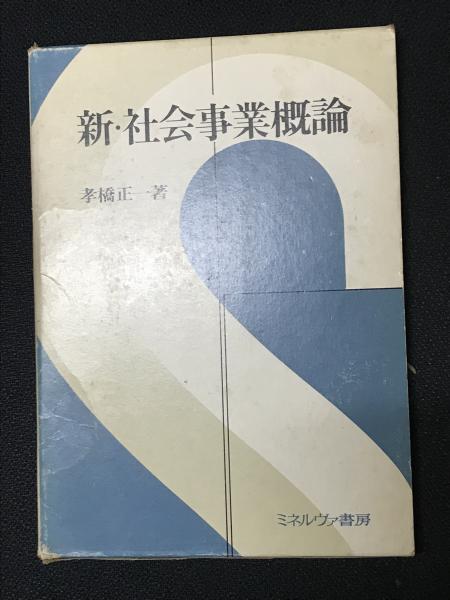 新・社会事業概論
孝橋正一著
ミネルヴァ書房